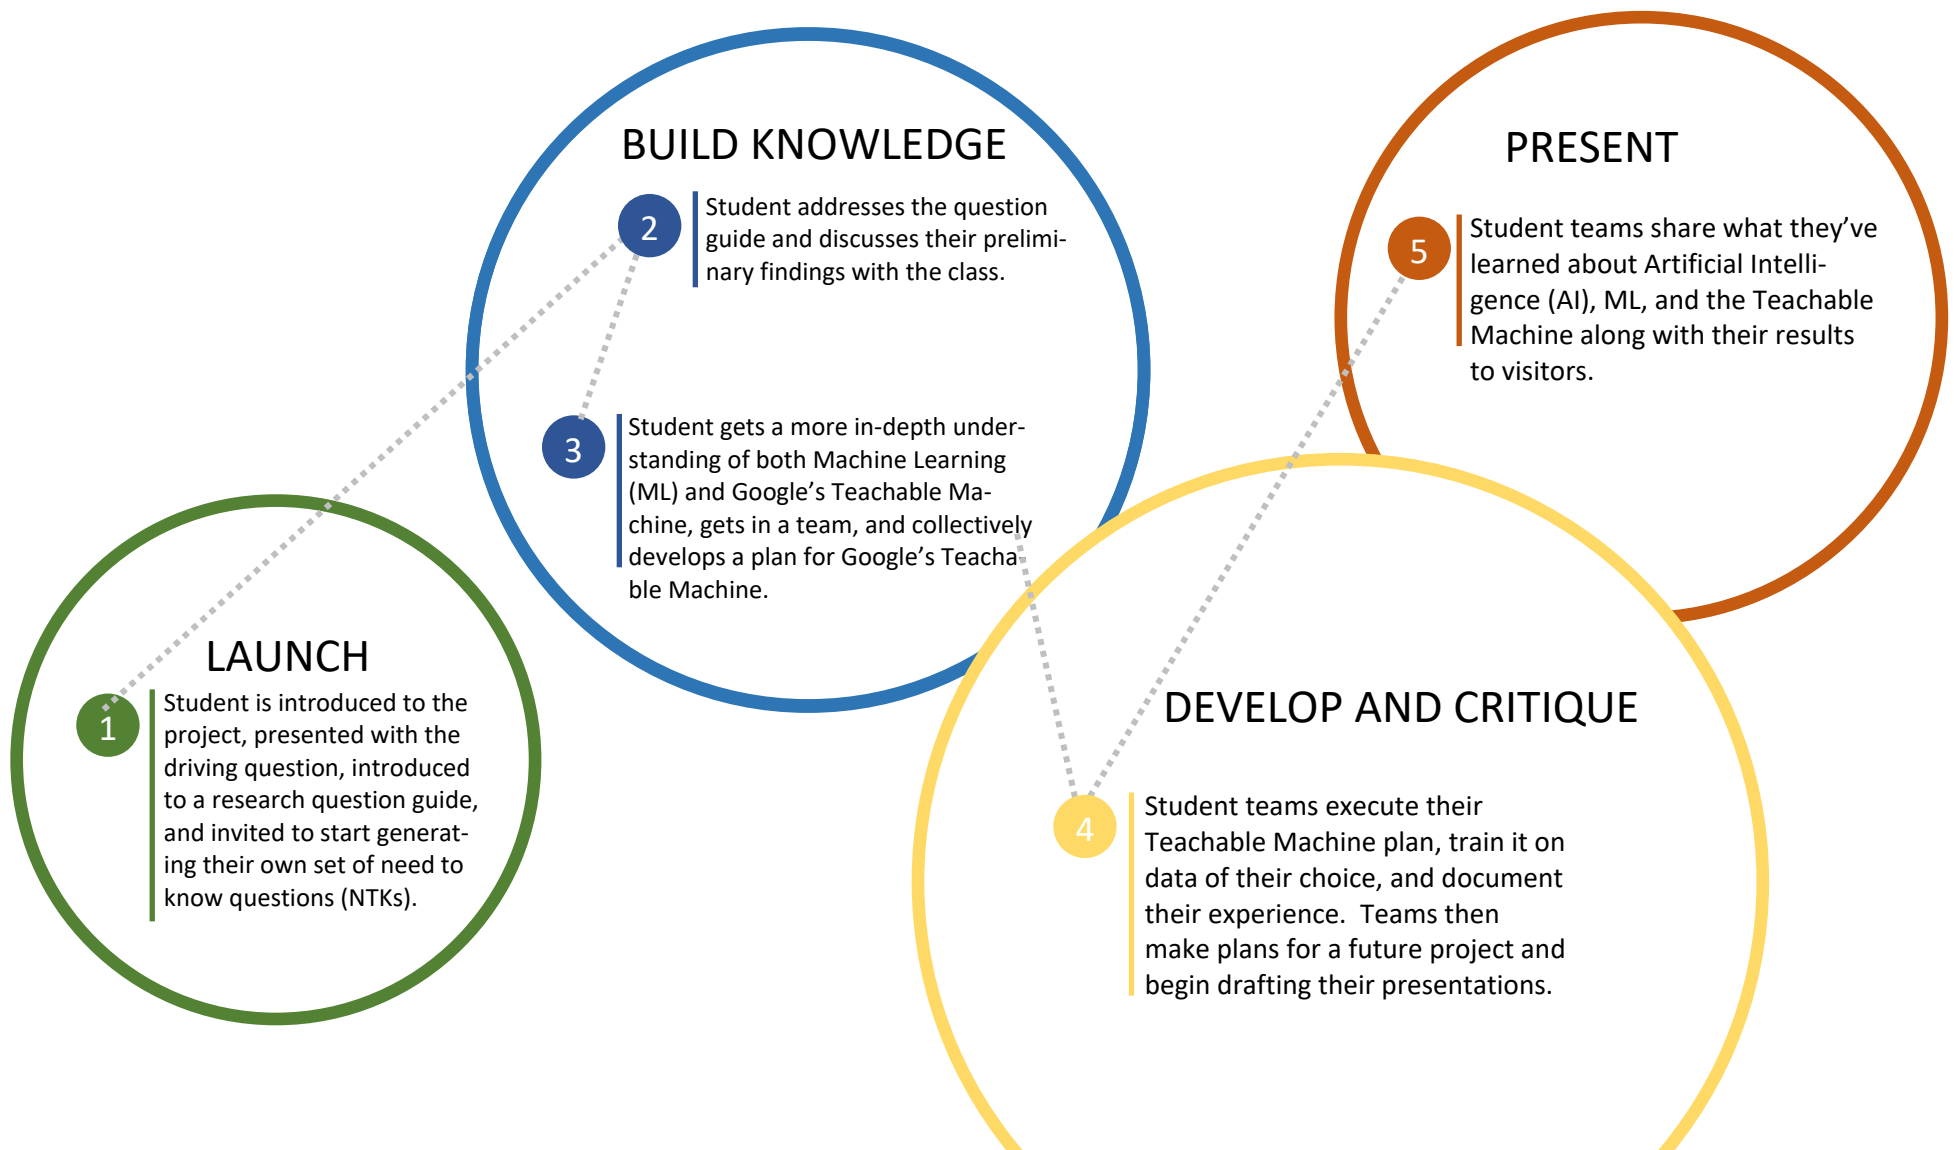 LAUNCH
1
Student is introduced to the
project, presented with the
driving question, introduced
to a research question guide,
and invited to start generat-
ing their own set of need to
know questions (NTKs).
BUILD KNOWLEDGE
2
Student addresses the question
guide and discusses their prelimi-
nary findings with the class.
3
Student gets a more in-depth under-
standing of both Machine Learning
(ML) and Google’s Teachable Ma-
chine, gets in a team, and collectively
develops a plan for Google’s Teacha-
ble Machine.
DEVELOP AND CRITIQUE
4
Student teams execute their
Teachable Machine plan, train it on
data of their choice, and document
their experience.  Teams then
make plans for a future project and
begin drafting their presentations.
PRESENT
5
Student teams share what they’ve
learned about Artificial Intelli-
gence (AI), ML, and the Teachable
Machine along with their results
to visitors.